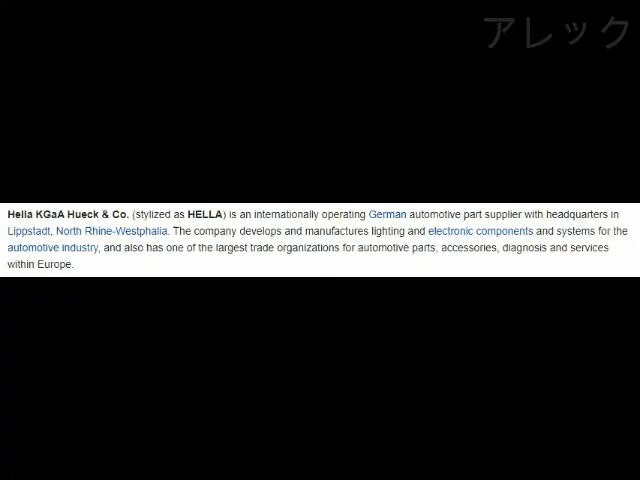 アレック
Hella KGaA Hueck & Co. (stylized as HELLA) is an internationally operating German automotive part supplier with headquarters in
Lippstadt, North Rhine-Westphalia. The company develops and manufactures lighting and electronic components and systems for the
automotive industry, and also has one of the largest trade organizations for automotive parts, accessories, diagnosis and services
within Europe.